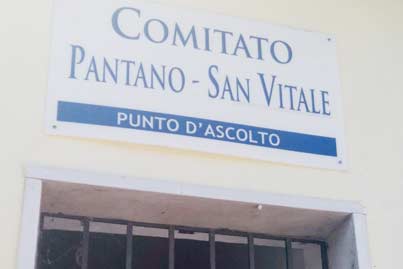 COMITATO
PANTANO - SAN VITALE
PUNTO D'ASCOLTO